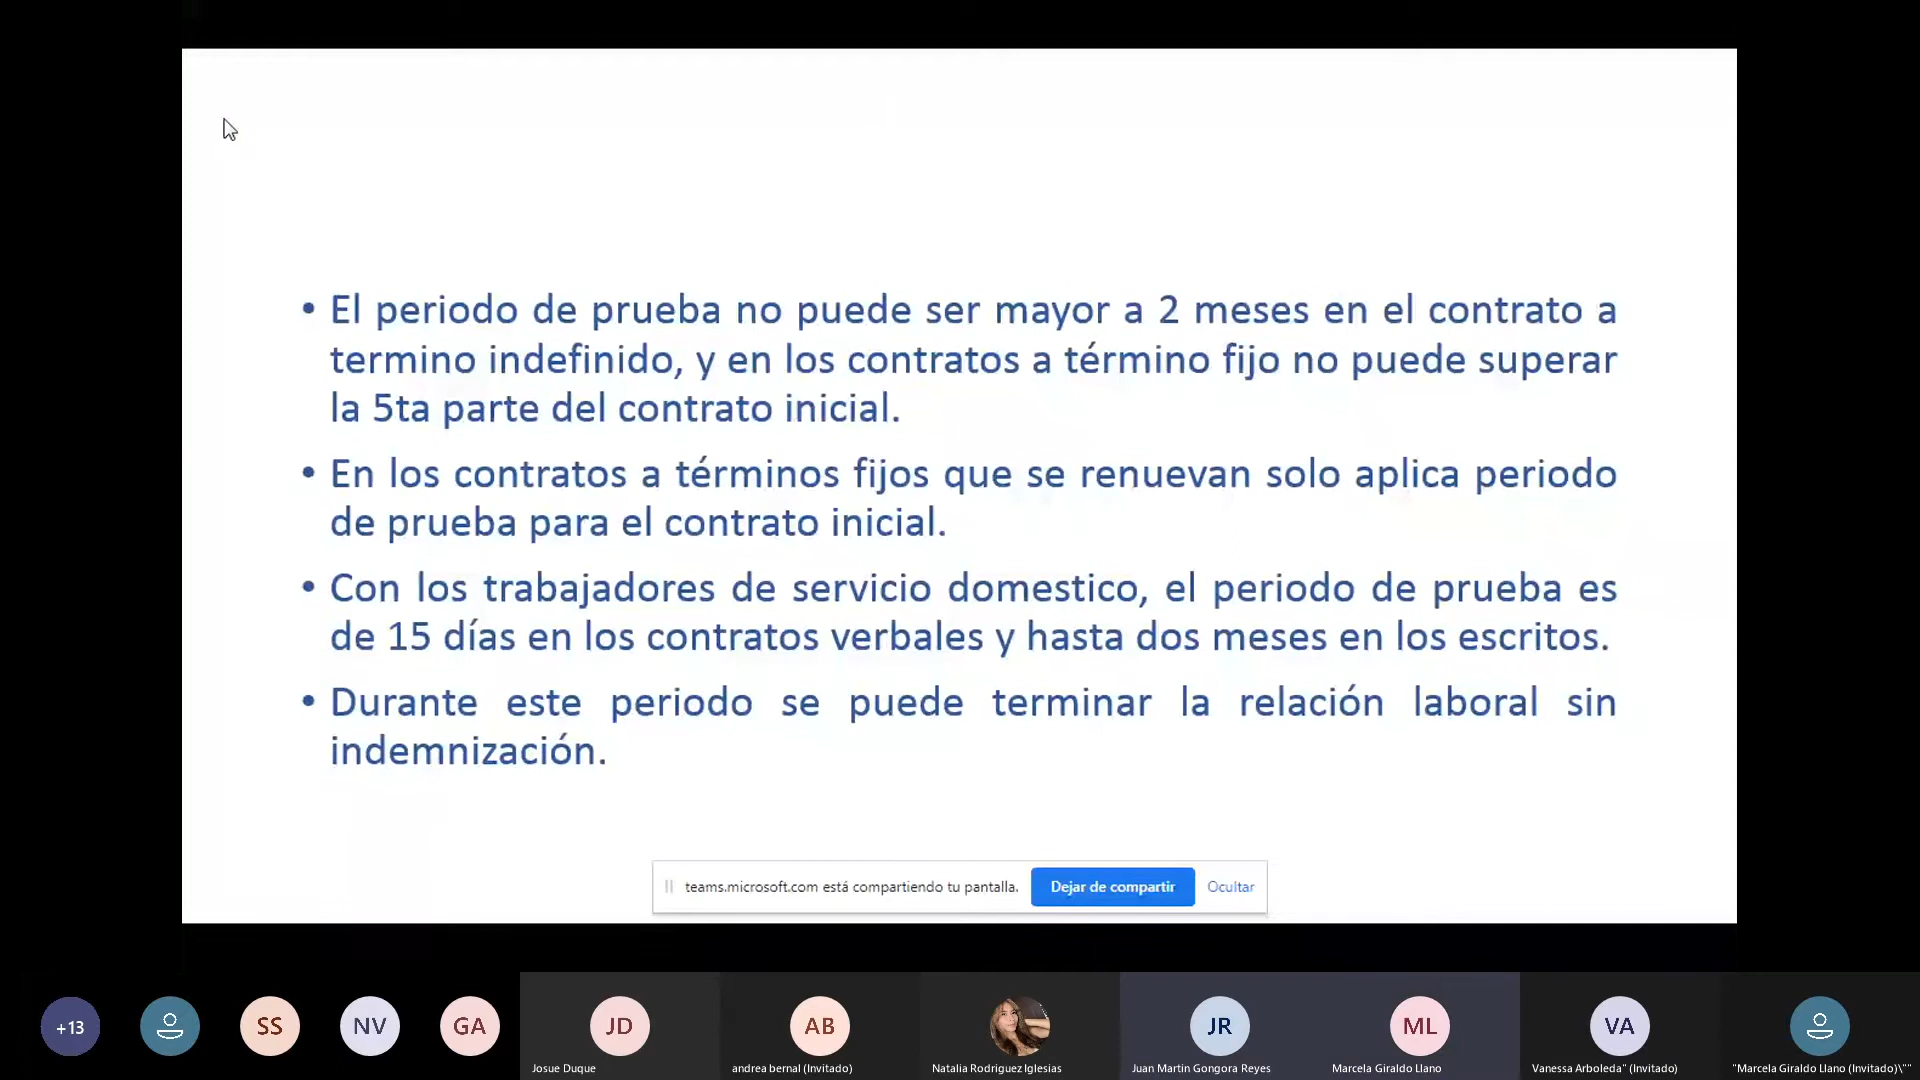 • El periodo de prueba no puede ser mayor a 2 meses en el contrato a
termino indefinido, y en los contratos a término fijo no puede superar
la 5ta parte del contrato inicial.
• En los contratos a términos fijos que se renuevan solo aplica periodo
de prueba para el contrato inicial.
• Con los trabajadores de servicio domestico, el periodo de prueba es
de 15 días en los contratos verbales y hasta dos meses en los escritos.
• Durante este periodo se puede terminar la relación laboral sin
indemnización.
teams.microsoft.com está compartiendo tu pantalla. Dejar de compartir Ocultar
+13 SS NV GA JD AB JR ML VA
Josue Duque andrea bernal (Invitado) Natalia Rodriguez Iglesias Juan Martin Gongora Reyes Marcela Giraldo Llano Vanessa Arboleda" (Invitado) "Marcela Giraldo Llano (Invitado)\""